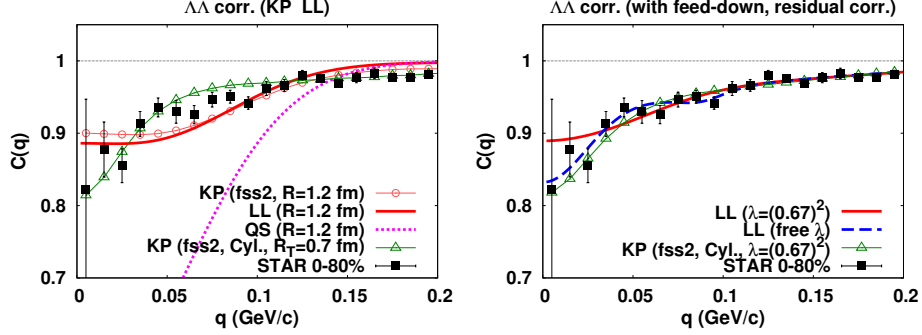 ΛΛ corr. (KP LL)
1
0.9
0.8
0.7
C(q)
KP (fss2, R=1.2 fm)
LL (R=1.2 fm)
QS (R=1.2 fm)
KP (fss2, Cyl., R_T=0.7 fm)
STAR 0-80%
0
0.05
0.1
0.15
0.2
q (GeV/c)
ΛΛ corr. (with feed-down, residual corr.)
1
0.9
0.8
0.7
C(q)
LL (λ=(0.67)²)
LL (free λ)
KP (fss2, Cyl., λ=(0.67)²)
STAR 0-80%
0
0.05
0.1
0.15
0.2
q (GeV/c)